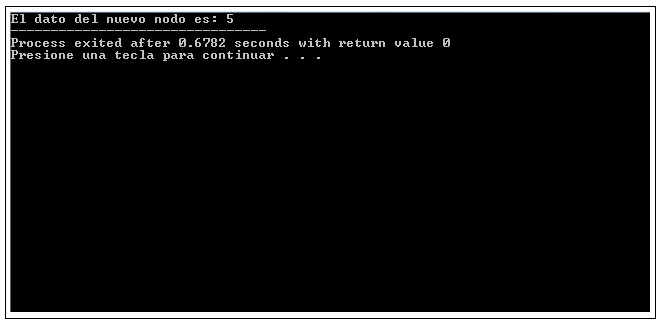 El dato del nuevo nodo es: 5
--------------------------------
Process exited after 0.6782 seconds with return value 0
Presione una tecla para continuar . . .